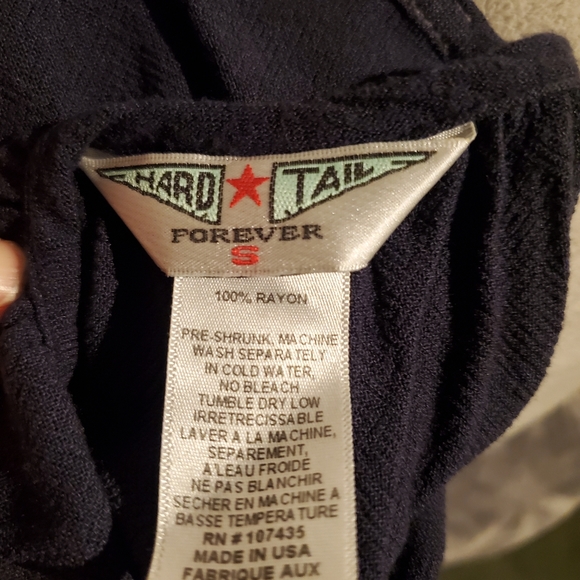 HARD ★ TAIL
FOREVER
S
100% RAYON
PRE-SHRUNK, MACHINE
WASH SEPARATELY
IN COLD WATER,
NO BLEACH
TUMBLE DRY LOW
IRRETRECISSABLE
LAVER A LA MACHINE,
SEPAREMENT,
A'LEAU FROIDE
NE PAS BLANCHIR
SECHER EN MACHINE A
BASSE TEMPERATURE
RN # 107435
MADE IN USA
FABRIQUE AUX